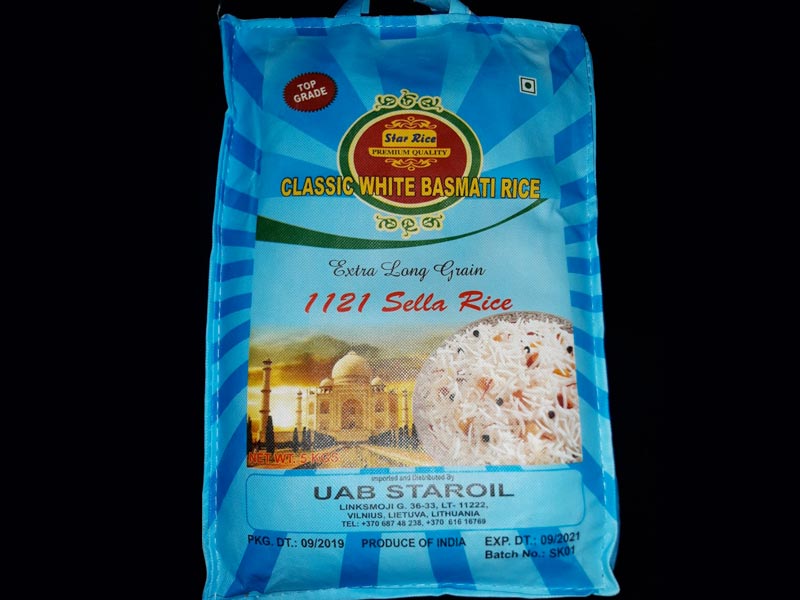 TOP
GRADE
Star Rice
PREMIUM QUALITY
CLASSIC WHITE BASMATI RICE
Extra Long Grain
1121 Sella Rice
NET WT. 5 KGS
Imported and Distributed By
UAB STAROIL
LINKSMOJI G. 36-33, LT- 11222,
VILNIUS, LIETUVA, LITHUANIA
TEL: +370 687 48 238, +370 616 16769
PKG. DT.: 09/2019 PRODUCE OF INDIA EXP. DT : 09/2021
Batch No.: SK01